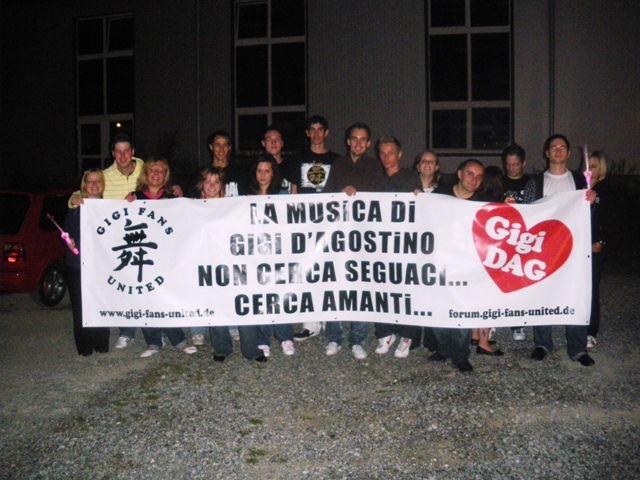 GIGI FANS
舞
UNITED
www.gigi-fans-united.de
LA MUSICA DI
GIGI D'AGOSTINO
NON CERCA SEGUACI...
CERCA AMANTI...
Gigi
DAG
forum.gigi-fans-united.de